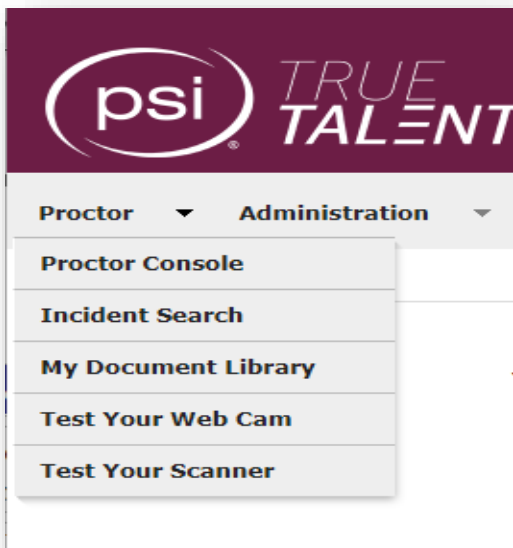 psi
®
TRUE
TALENT
Proctor Administration
Proctor Console
Incident Search
My Document Library
Test Your Web Cam
Test Your Scanner